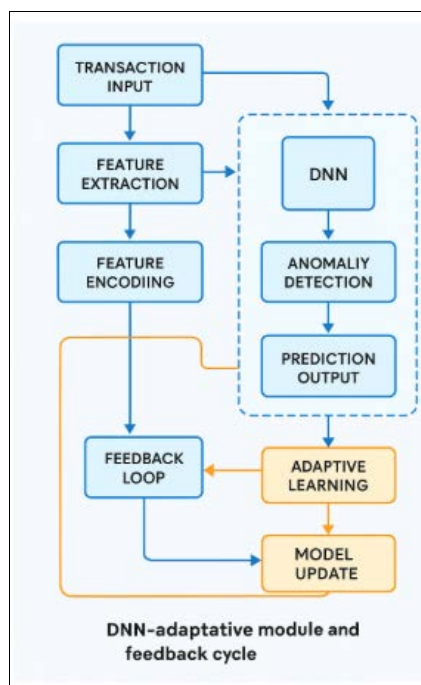 TRANSACTION
INPUT
FEATURE
EXTRACTION
DNN
FEATURE
ENCODIING
ANOMALIY
DETECTION
PREDICTION
OUTPUT
FEEDBACK
LOOP
ADAPTIVE
LEARNING
MODEL
UPDATE
DNN-adaptative module and
feedback cycle